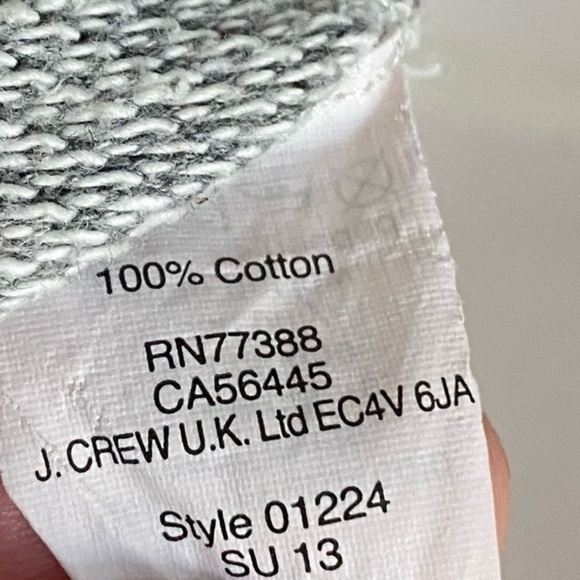 100% Cotton
RN77388
CA56445
J. CREW U.K. Ltd EC4V 6JA
Style 01224
SU 13